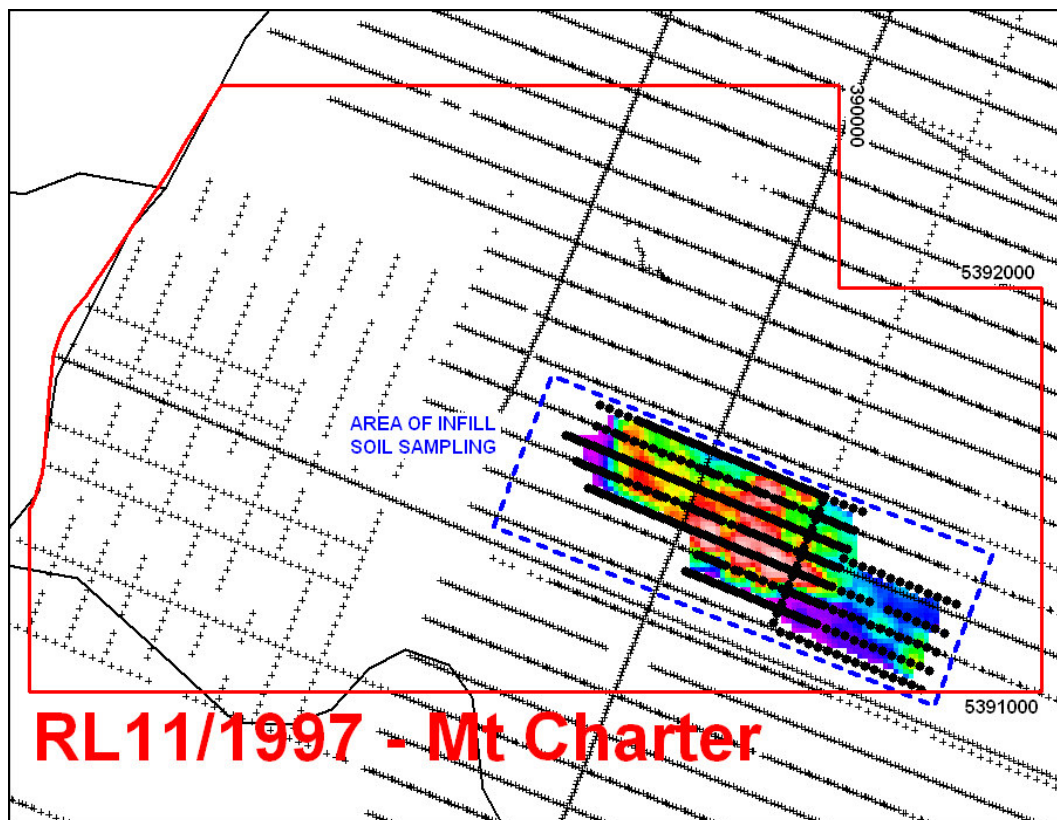 390000
5392000
AREA OF INFILL
SOIL SAMPLING
5391000
RL11/1997 - Mt Charter